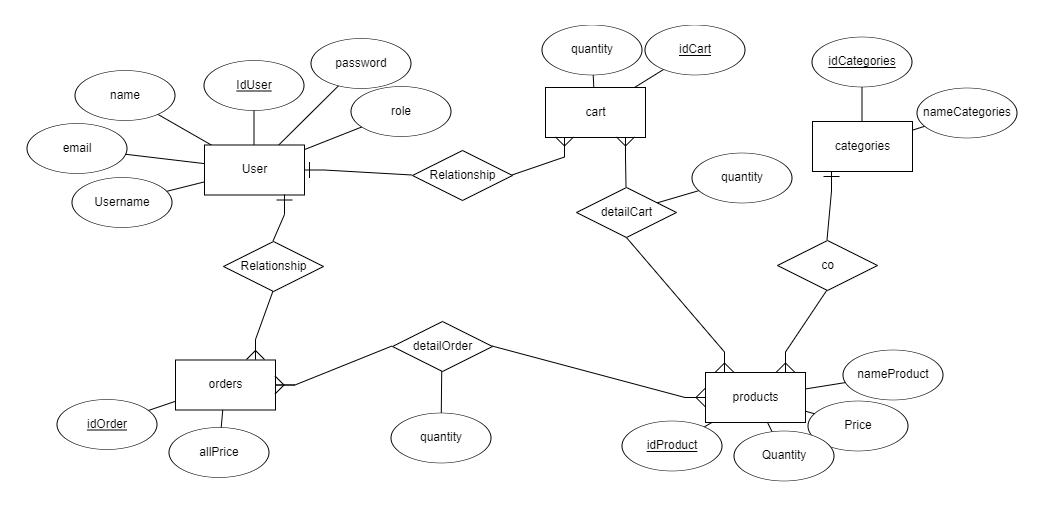 quantity
idCart
password
idCategories
IdUser
name
role
cart
nameCategories
email
categories
User
Relationship
quantity
Username
detailCart
Relationship
co
detailOrder
nameProduct
orders
products
idOrder
Price
quantity
idProduct
allPrice
Quantity